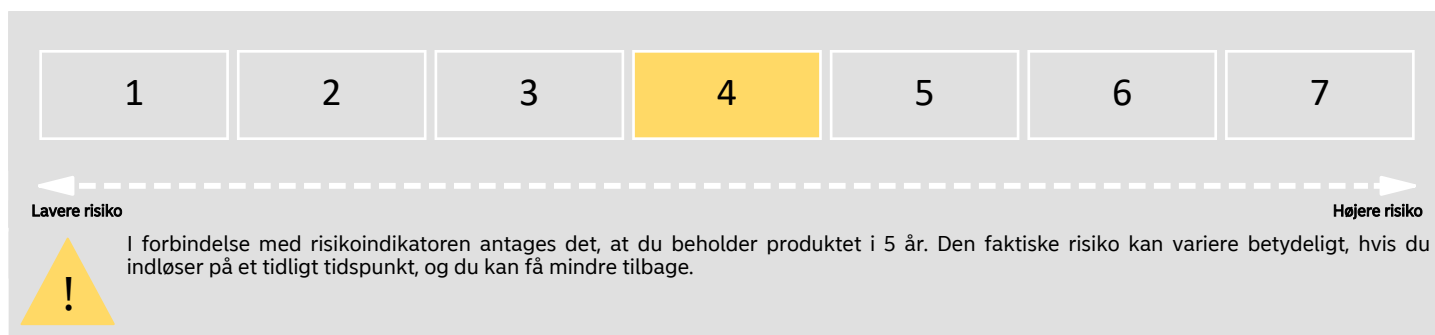 1 2 3 4 5 6 7
Lavere risiko Højere risiko
I forbindelse med risikoindikatoren antages det, at du beholder produktet i 5 år. Den faktiske risiko kan variere betydeligt, hvis du
indløser på et tidligt tidspunkt, og du kan få mindre tilbage.
!